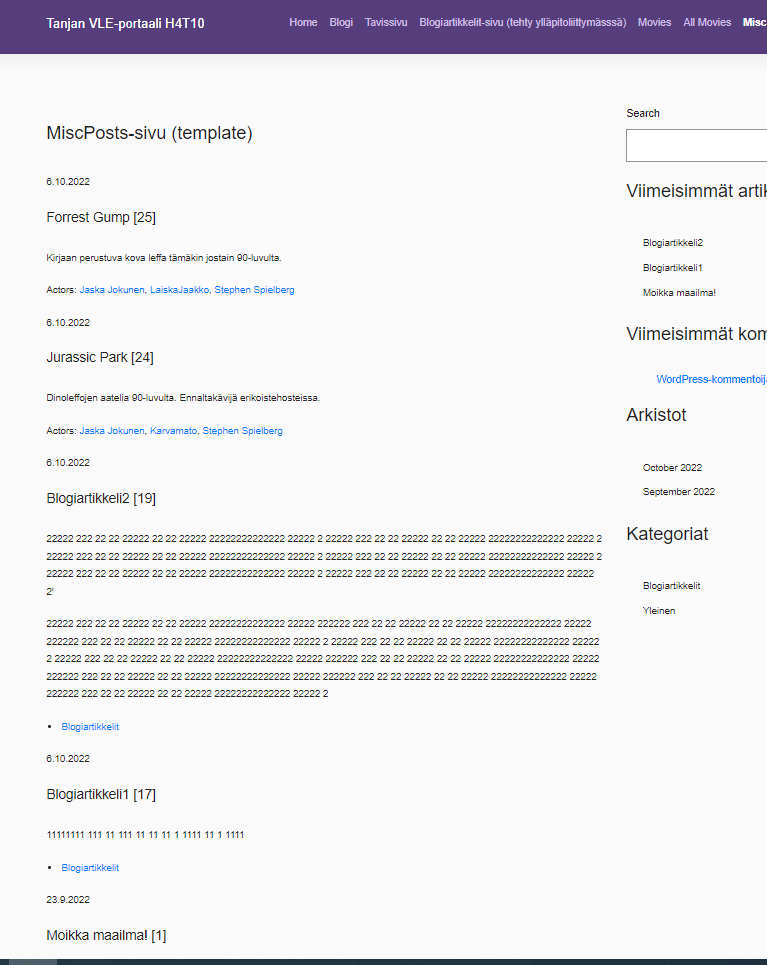 Tanjan VLE-portaali H4T10
Home Blogi Tavissivu Blogiartikkelit-sivu (tehty ylläpitoliittymässsä) Movies All Movies Misc
MiscPosts-sivu (template)
6.10.2022
Forrest Gump [25]
Kirjaan perustuva kova leffa tämäkin jostain 90-luvulta.
Actors: Jaska Jokunen, LaiskaJaakko, Stephen Spielberg
6.10.2022
Jurassic Park [24]
Dinoleffojen aatelia 90-luvulta. Ennaltakävijä erikoistehosteissa.
Actors: Jaska Jokunen, Karvamato, Stephen Spielberg
6.10.2022
Blogiartikkeli2 [19]
22222 222 22 22 22222 22 22 22222 22222222222222 22222 2 22222 222 22 22 22222 22 22 22222 22222222222222 22222 2
22222 222 22 22 22222 22 22 22222 22222222222222 22222 2 22222 222 22 22 22222 22 22 22222 22222222222222 22222 2
22222 222 22 22 22222 22 22 22222 22222222222222 22222 2 22222 222 22 22 22222 22 22 22222 22222222222222 22222
2'
22222 222 22 22 22222 22 22 22222 22222222222222 22222 222222 222 22 22 22222 22 22 22222 22222222222222 22222
222222 222 22 22 22222 22 22 22222 22222222222222 22222 2 22222 222 22 22 22222 22 22 22222 22222222222222 22222
2 22222 222 22 22 22222 22 22 22222 22222222222222 22222 222222 222 22 22 22222 22 22 22222 22222222222222 22222
222222 222 22 22 22222 22 22 22222 22222222222222 22222 222222 222 22 22 22222 22 22 22222 22222222222222 22222
222222 222 22 22 22222 22 22 22222 22222222222222 22222 2
• Blogiartikkelit
6.10.2022
Blogiartikkeli1 [17]
11111111 111 11 111 11 11 11 1 1111 11 1 1111
• Blogiartikkelit
23.9.2022
Moikka maailma! [1]
Search
Viimeisimmät artik
Blogiartikkeli2
Blogiartikkeli1
Moikka maailma!
Viimeisimmät kom
WordPress-kommentoija
Arkistot
October 2022
September 2022
Kategoriat
Blogiartikkelit
Yleinen